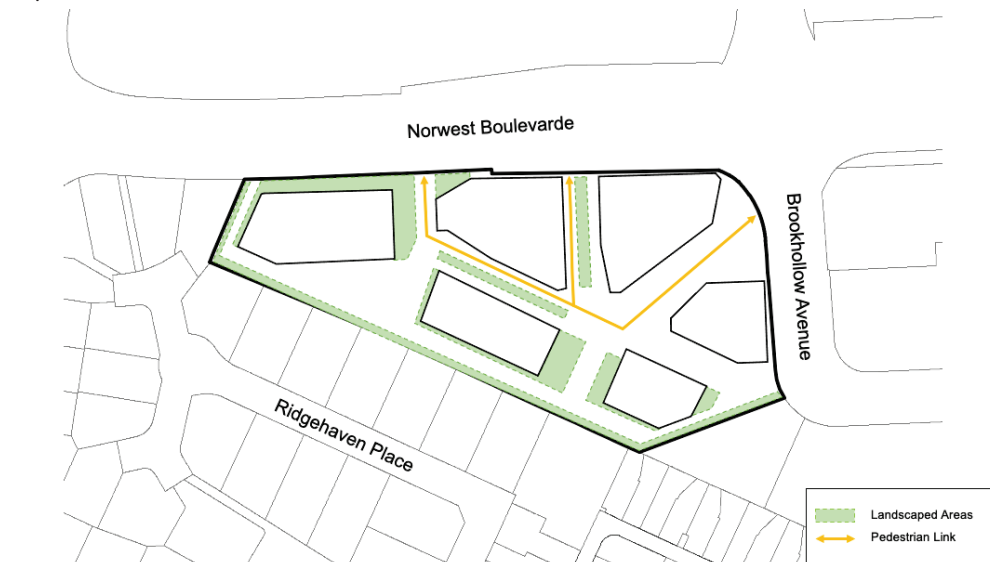 Norwest Boulevarde
Brookhollow Avenue
Ridgehaven Place
Landscaped Areas
Pedestrian Link